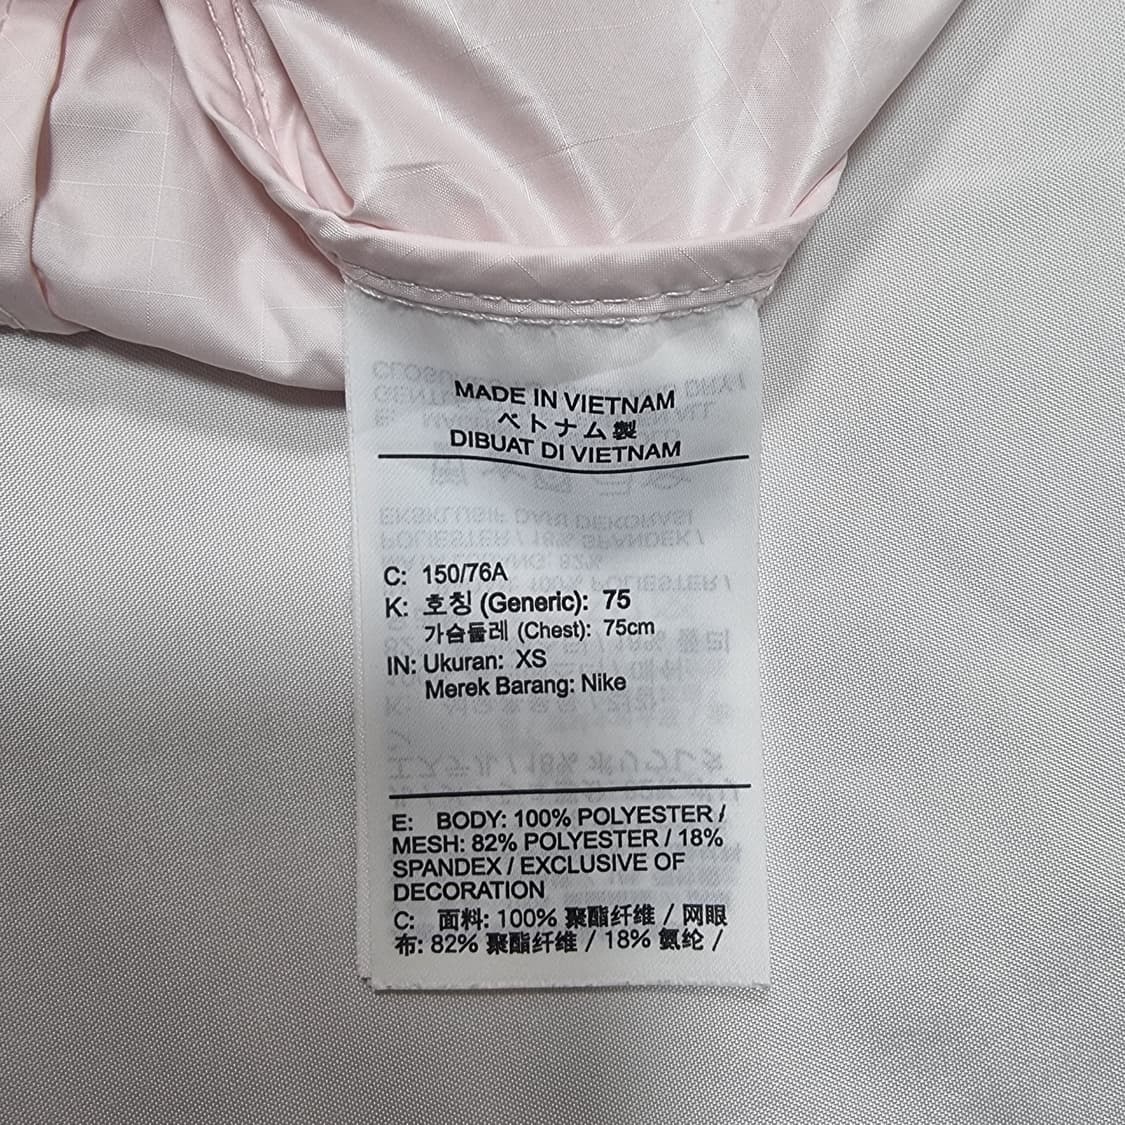 MADE IN VIETNAM
ベトナム製
DIBUAT DI VIETNAM
C: 150/76A
K: 호칭 (Generic): 75
가슴둘레 (Chest): 75cm
IN: Ukuran: XS
Merek Barang: Nike
E: BODY: 100% POLYESTER /
MESH: 82% POLYESTER / 18%
SPANDEX / EXCLUSIVE OF
DECORATION
C: 面料: 100% 聚酯纤维 / 网眼
布: 82% 聚酯纤维 / 18% 氨纶 /